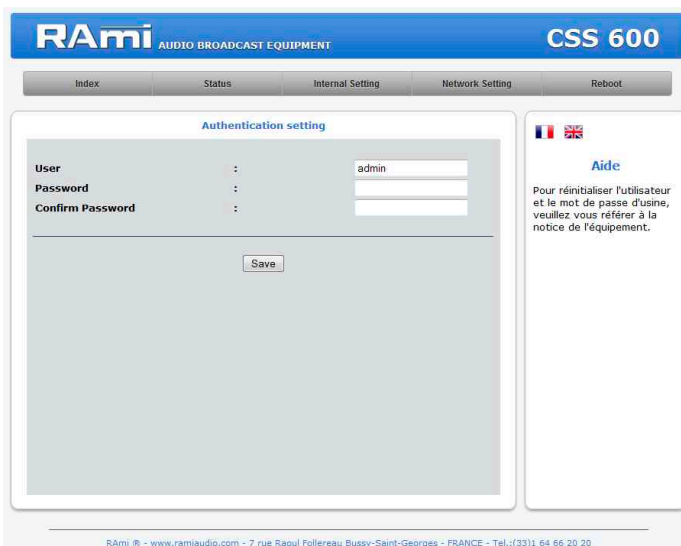 RAmi AUDIO BROADCAST EQUIPMENT CSS 600
Index Status Internal Setting Network Setting Reboot
Authentication setting
User : admin
Password :
Confirm Password :
Save
Aide
Pour réinitialiser l'utilisateur
et le mot de passe d'usine,
veuillez vous référer à la
notice de l'équipement.
RAmi ® - www.ramiaudio.com - 7 rue Raoul Follereau Bussy-Saint-Georges - FRANCE - Tel.:(33)1 64 66 20 20